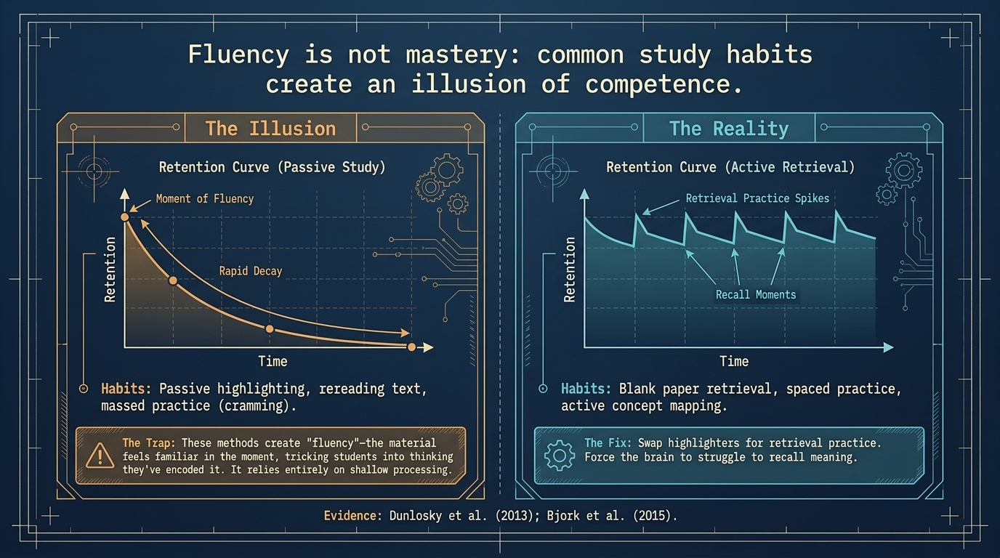 Fluency is not mastery: common study habits
create an illusion of competence.
The Illusion
Retention Curve (Passive Study)
Moment of Fluency
Rapid Decay
Retention
Time
Habits: Passive highlighting, rereading text,
massed practice (cramming).
The Trap: These methods create "fluency"—the material
feels familiar in the moment, tricking students into thinking
they've encoded it. It relies entirely on shallow processing.
The Reality
Retention Curve (Active Retrieval)
Retrieval Practice Spikes
Recall Moments
Retention
Time
Habits: Blank paper retrieval, spaced practice,
active concept mapping.
The Fix: Swap highlighters for retrieval practice.
Force the brain to struggle to recall meaning.
Evidence: Dunlosky et al. (2013); Bjork et al. (2015).